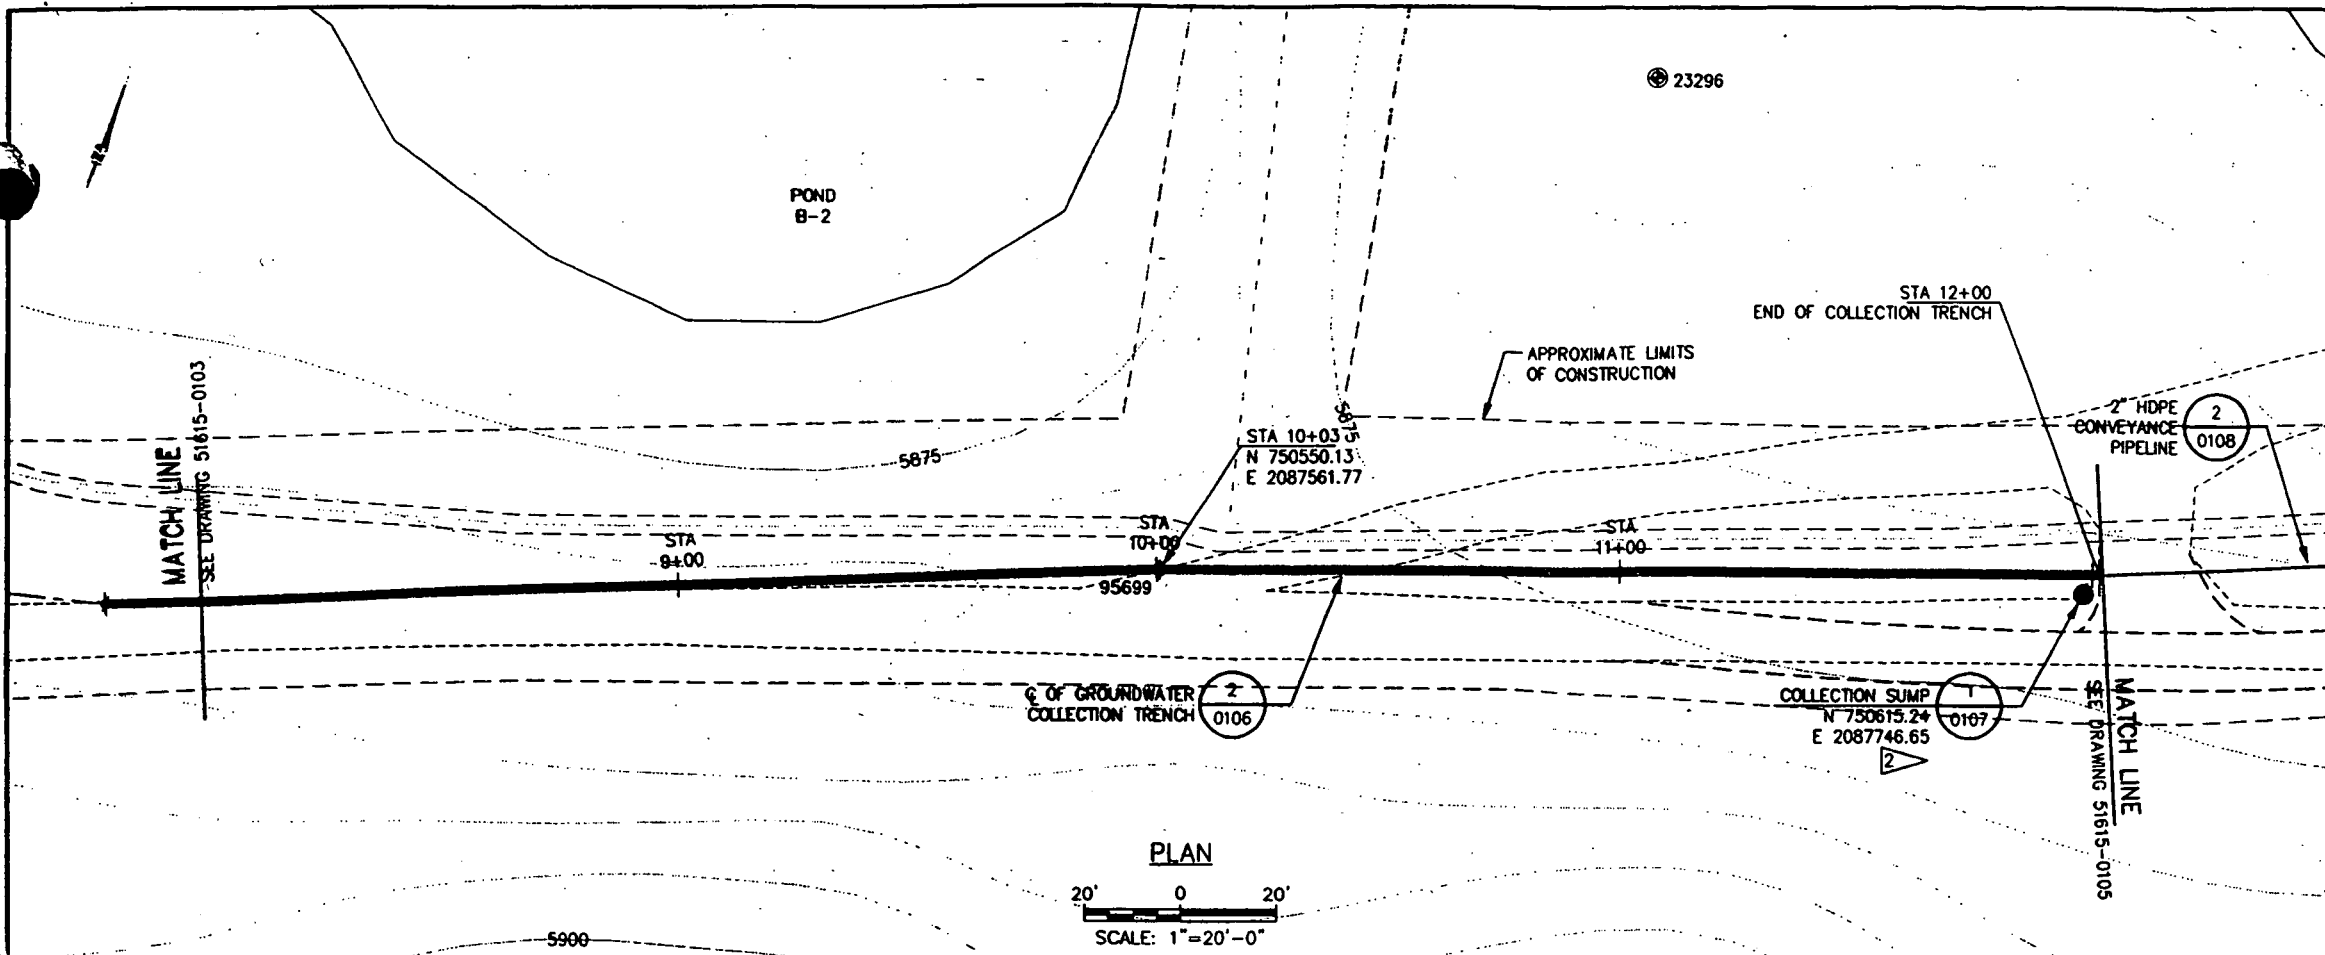 23296
POND
B-2
STA 12+00
END OF COLLECTION TRENCH
APPROXIMATE LIMITS
OF CONSTRUCTION
MATCH LINE
SEE DRAWING 51615-0103
5875
5875
STA 10+03
N 750550.13
E 2087561.77
2" HDPE
CONVEYANCE
PIPELINE
2
0108
STA
9+00
STA
10+00
STA
11+00
95699
℄ OF GROUNDWATER
COLLECTION TRENCH
2
0106
COLLECTION SUMP
N 750615.24
E 2087746.65
1
0107
2
MATCH LINE
SEE DRAWING 51615-0105
PLAN
20' 0 20'
SCALE: 1"=20'-0"
5900